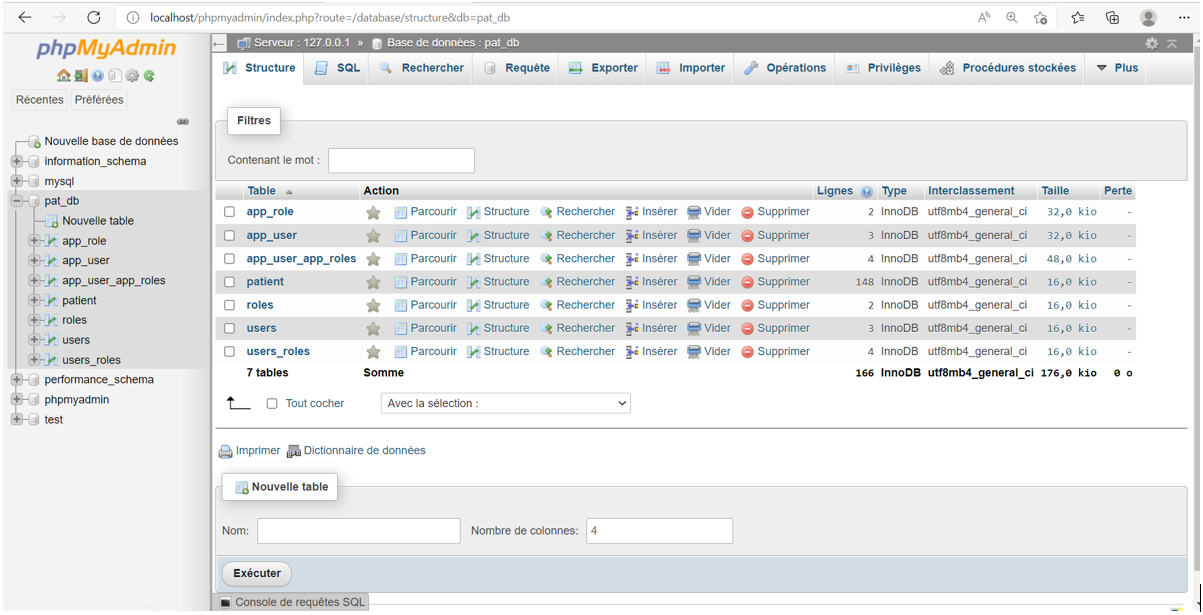 localhost/phpmyadmin/index.php?route=/database/structure&db=pat_db
phpMyAdmin
Récentes Préférées
Nouvelle base de données
information_schema
mysql
pat_db
Nouvelle table
app_role
app_user
app_user_app_roles
patient
roles
users
users_roles
performance_schema
phpmyadmin
test
Serveur : 127.0.0.1 » Base de données : pat_db
Structure SQL Rechercher Requête Exporter Importer Opérations Privilèges Procédures stockées Plus
Filtres
Contenant le mot :
Table Action Lignes Type Interclassement Taille Perte
app_role Parcourir Structure Rechercher Insérer Vider Supprimer 2 InnoDB utf8mb4_general_ci 32,0 kio -
app_user Parcourir Structure Rechercher Insérer Vider Supprimer 3 InnoDB utf8mb4_general_ci 32,0 kio -
app_user_app_roles Parcourir Structure Rechercher Insérer Vider Supprimer 4 InnoDB utf8mb4_general_ci 48,0 kio -
patient Parcourir Structure Rechercher Insérer Vider Supprimer 148 InnoDB utf8mb4_general_ci 16,0 kio -
roles Parcourir Structure Rechercher Insérer Vider Supprimer 2 InnoDB utf8mb4_general_ci 16,0 kio -
users Parcourir Structure Rechercher Insérer Vider Supprimer 3 InnoDB utf8mb4_general_ci 16,0 kio -
users_roles Parcourir Structure Rechercher Insérer Vider Supprimer 4 InnoDB utf8mb4_general_ci 16,0 kio -
7 tables Somme 166 InnoDB utf8mb4_general_ci 176,0 kio 0 o
Tout cocher Avec la sélection :
Imprimer Dictionnaire de données
Nouvelle table
Nom: Nombre de colonnes: 4
Exécuter
Console de requêtes SQL